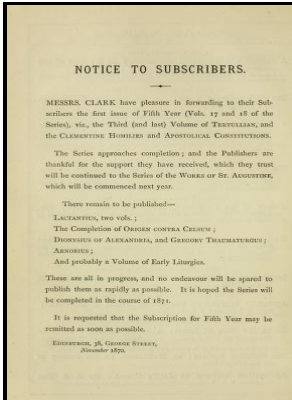 NOTICE TO SUBSCRIBERS.
MESSRS. CLARK have pleasure in forwarding to their Sub-
scribers the first issue of Fifth Year (Vols. 17 and 18 of the
Series), viz., the Third (and last) Volume of TERTULLIAN, and
the CLEMENTINE HOMILIES and APOSTOLICAL CONSTITUTIONS.
The Series approaches completion; and the Publishers are
thankful for the support they have received, which they trust
will be continued to the Series of the WORKS OF ST. AUGUSTINE,
which will be commenced next year.
There remain to be published—
LACTANTIUS, two vols.;
The Completion of ORIGEN CONTRA CELSUM;
DIONYSIUS OF ALEXANDRIA, and GREGORY THAUMATURGUS;
ARNOBIUS;
And probably a Volume of Early Liturgies.
These are all in progress, and no endeavour will be spared to
publish them as rapidly as possible. It is hoped the Series will
be completed in the course of 1871.
It is requested that the Subscription for Fifth Year may be
remitted as soon as possible.
EDINBURGH, 38, GEORGE STREET,
November 1870.